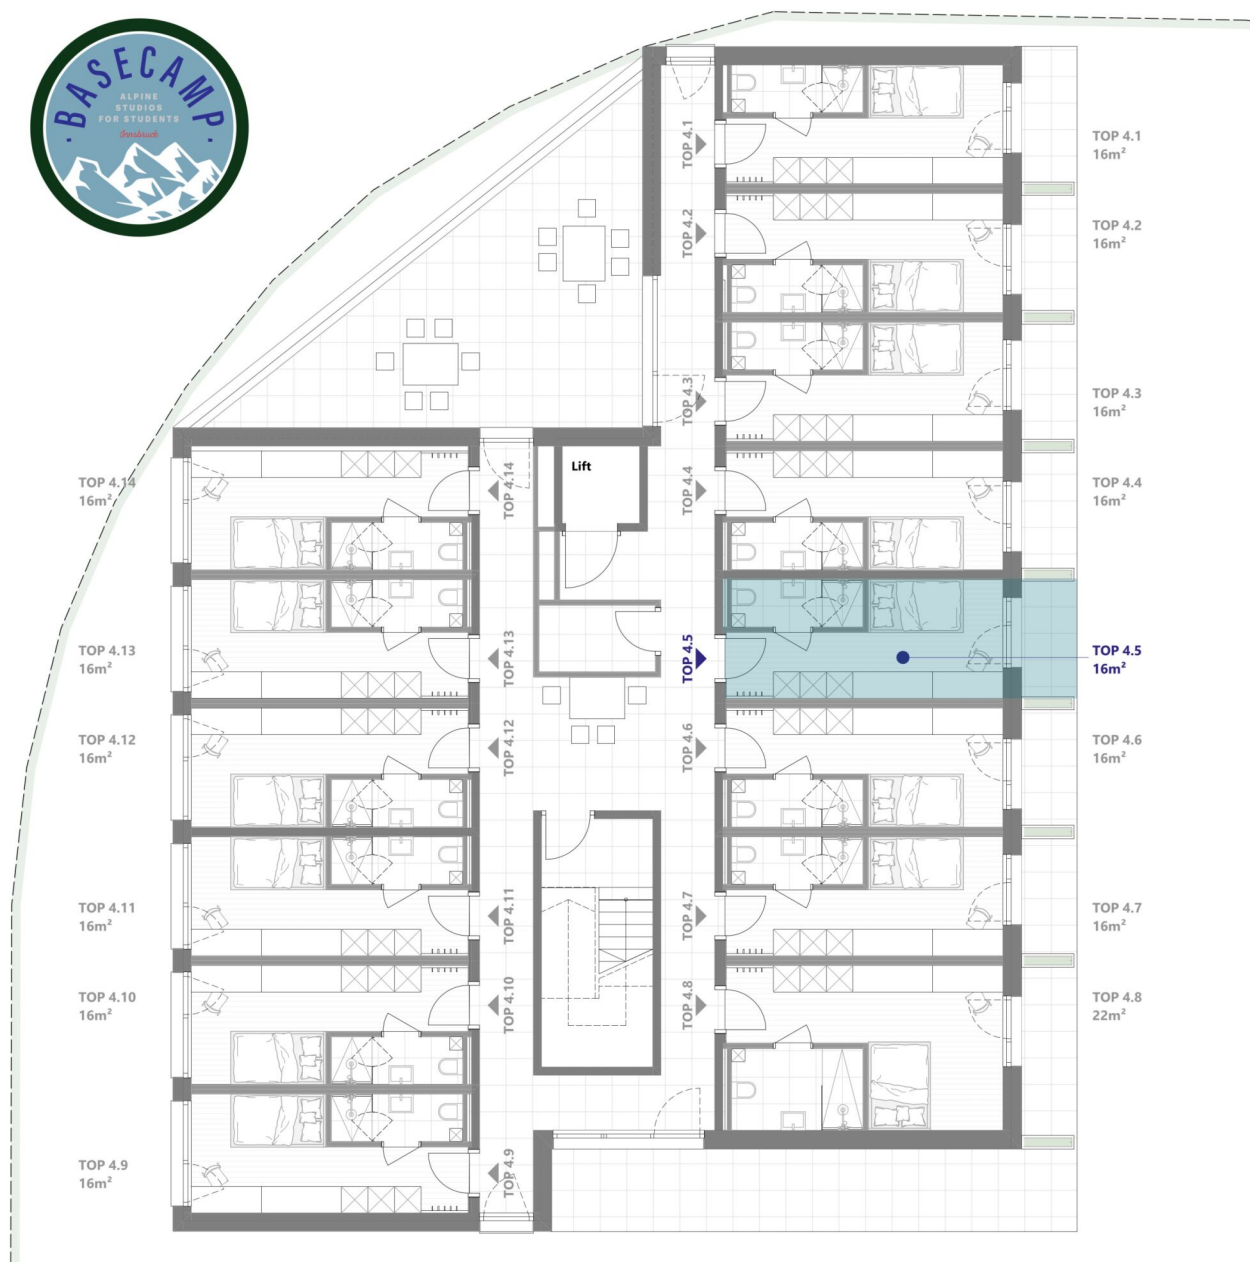 BASECAMP
ALPINE
STUDIOS
FOR STUDENTS
Innsbruck
TOP 4.1
TOP 4.1
16m²
TOP 4.2
TOP 4.2
16m²
TOP 4.3
TOP 4.3
16m²
Lift
TOP 4.14
16m²
TOP 4.14
TOP 4.4
TOP 4.4
16m²
TOP 4.13
16m²
TOP 4.13
TOP 4.5
TOP 4.5
16m²
TOP 4.12
16m²
TOP 4.12
TOP 4.6
TOP 4.6
16m²
TOP 4.11
16m²
TOP 4.11
TOP 4.7
TOP 4.7
16m²
TOP 4.10
16m²
TOP 4.10
TOP 4.8
TOP 4.8
22m²
TOP 4.9
16m²
TOP 4.9